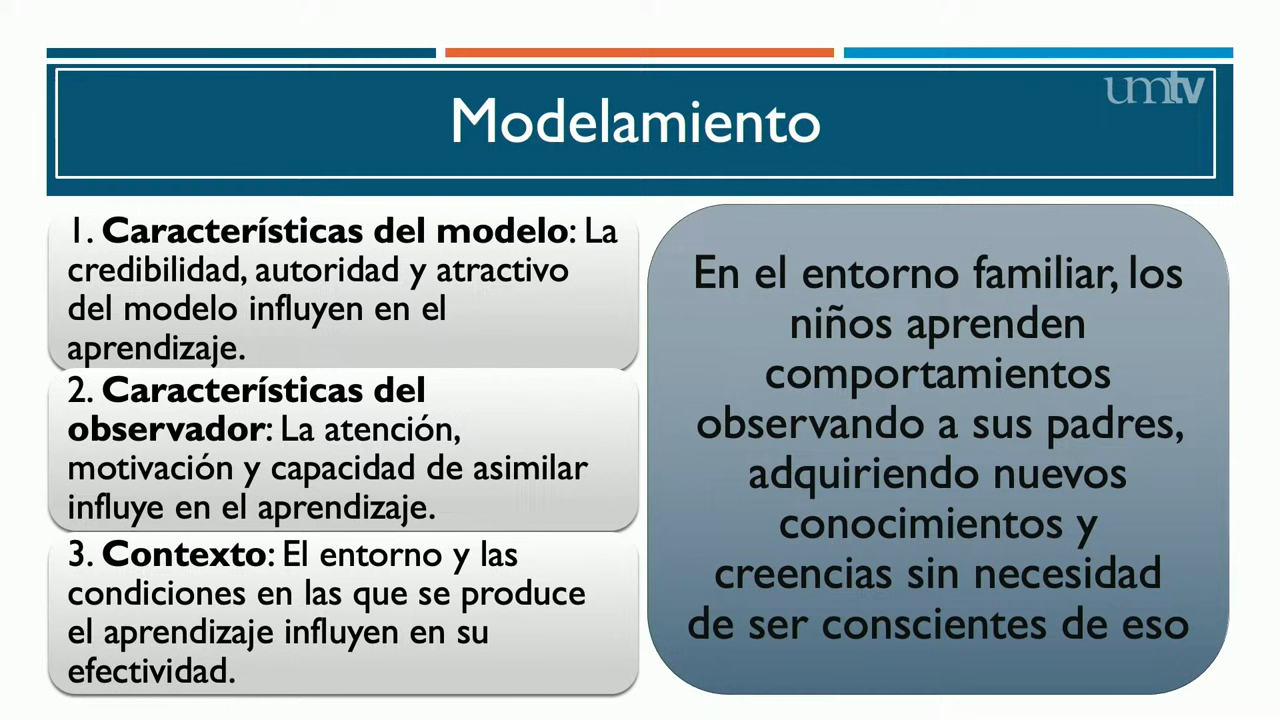 umtv
Modelamiento
1. Características del modelo: La
credibilidad, autoridad y atractivo
del modelo influyen en el
aprendizaje.
2. Características del
observador: La atención,
motivación y capacidad de asimilar
influye en el aprendizaje.
3. Contexto: El entorno y las
condiciones en las que se produce
el aprendizaje influyen en su
efectividad.
En el entorno familiar, los
niños aprenden
comportamientos
observando a sus padres,
adquiriendo nuevos
conocimientos y
creencias sin necesidad
de ser conscientes de eso